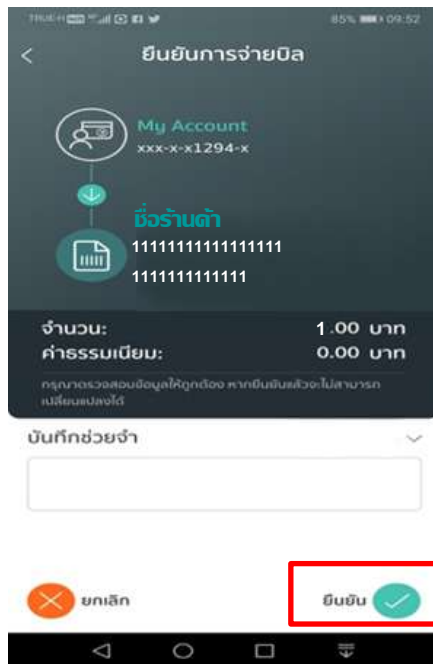 TRUE-H
85% 09:52
ยืนยันการจ่ายบิล
My Account
xxx-x-x1294-x
ชื่อร้านค้า
11111111111111111
1111111111111
จำนวน: 1.00 บาท
ค่าธรรมเนียม: 0.00 บาท
กรุณาตรวจสอบข้อมูลให้ถูกต้อง หากยืนยันแล้วจะไม่สามารถ
เปลี่ยนแปลงได้
บันทึกช่วยจำ
ยกเลิก ยืนยัน